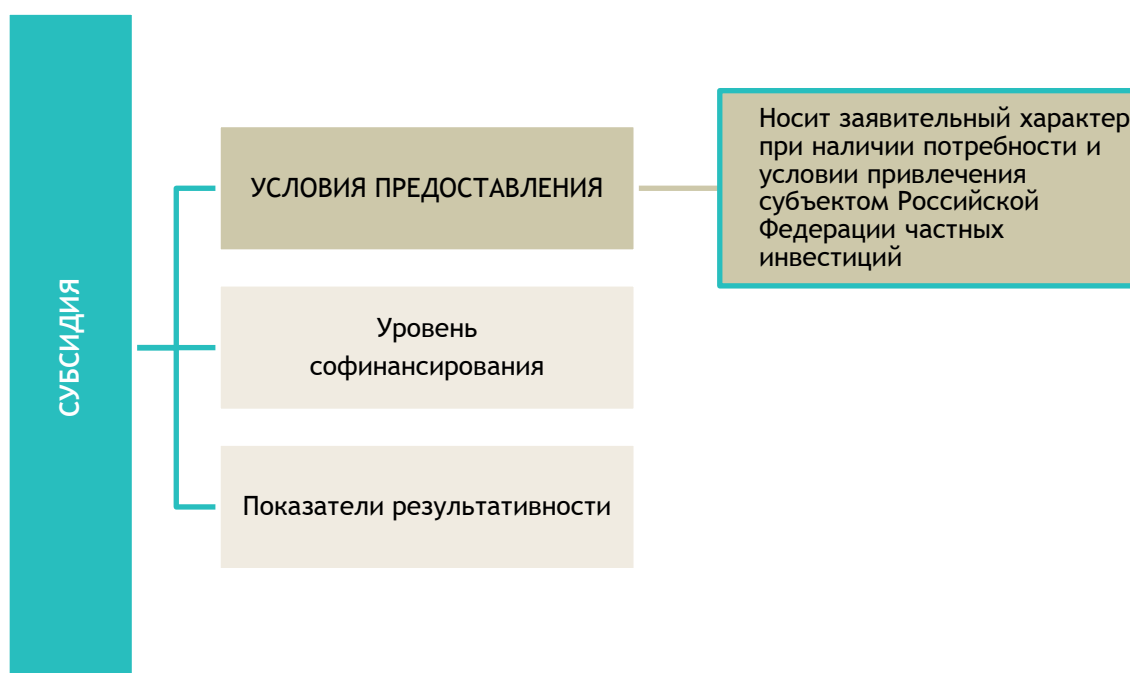 СУБСИДИЯ
УСЛОВИЯ ПРЕДОСТАВЛЕНИЯ
Носит заявительный характер
при наличии потребности и
условии привлечения
субъектом Российской
Федерации частных
инвестиций
Уровень
софинансирования
Показатели результативности